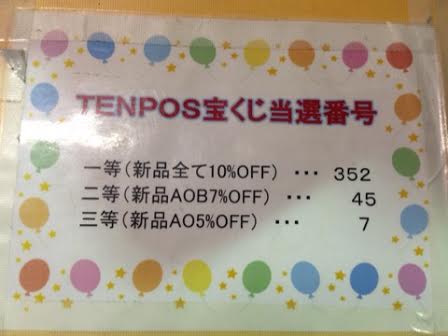 TENPOS宝くじ当選番号
一等(新品全て10%OFF) ・・・ 352
二等(新品AOB7%OFF) ・・・ 45
三等(新品AO5%OFF) ・・・ 7